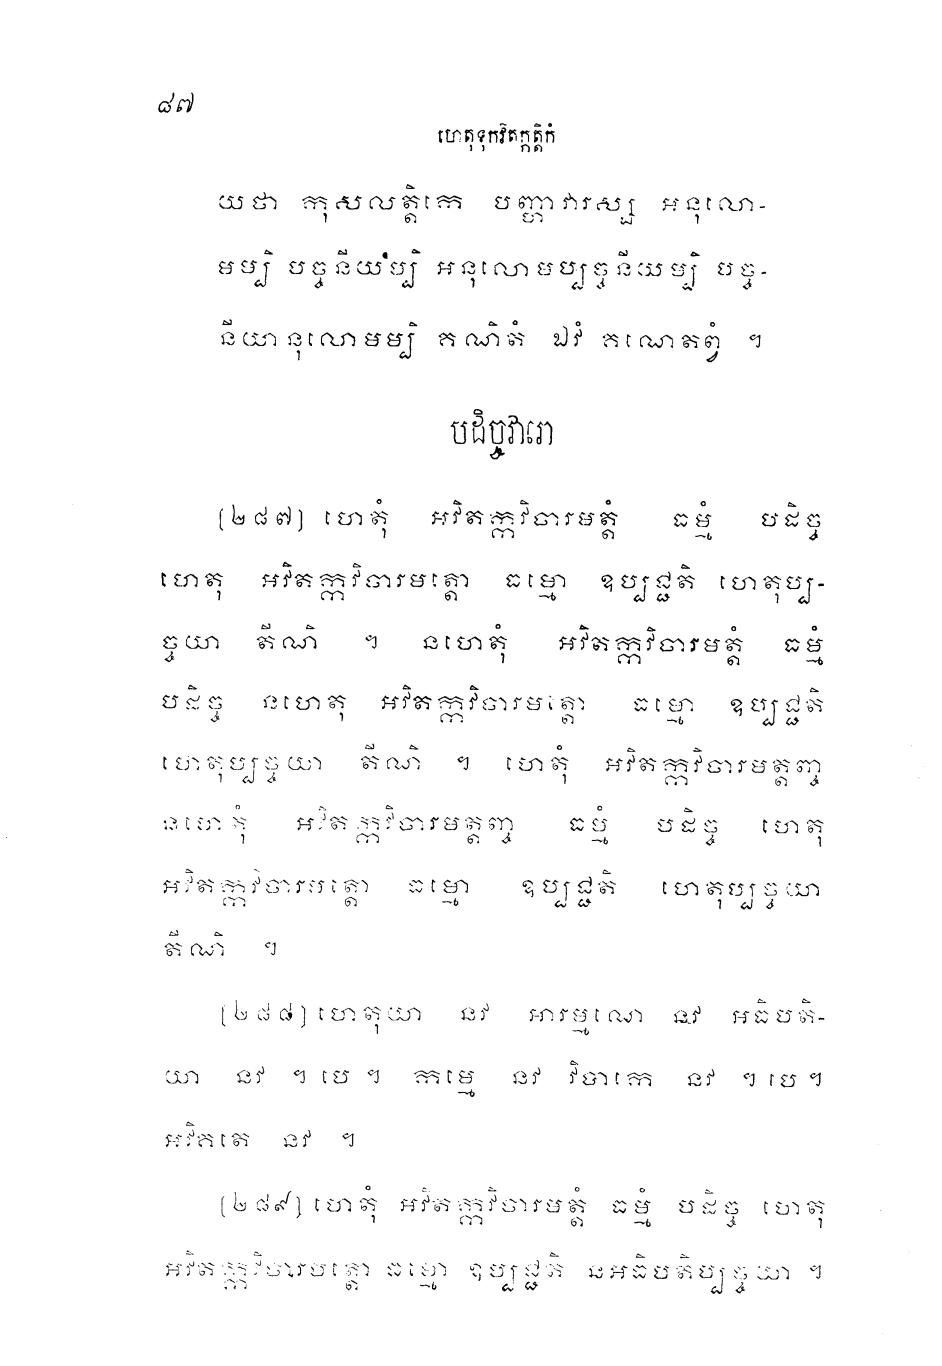 ៨៧
ហេតុទុកវិតក្កត្តិកំ
យថា កុសលត្តិកេ បញ្ហាវារស្ស អនុលោ-
មម្បិ បច្ចនីយម្បិ អនុលោមប្បច្ចនីយម្បិ បច្ច-
នីយានុលោមម្បិ គណិតំ ឯវំ គណេតព្វំ ។
បដិច្ចវារោ
[២៨៧] ហេតុំ អវិតក្កវិចារមត្តំ ធម្មំ បដិច្ច
ហេតុ អវិតក្កវិចារមត្តោ ធម្មោ ឧប្បជ្ជតិ ហេតុប្ប-
ច្ចយា តីណិ ។ នហេតុំ អវិតក្កវិចារមត្តំ ធម្មំ
បដិច្ច នហេតុ អវិតក្កវិចារមត្តោ ធម្មោ ឧប្បជ្ជតិ
ហេតុប្បច្ចយា តីណិ ។ ហេតុំ អវិតក្កវិចារមត្តញ្ច
នហេតុំ អវិតក្កវិចារមត្តញ្ច ធម្មំ បដិច្ច ហេតុ
អវិតក្កវិចារមត្តោ ធម្មោ ឧប្បជ្ជតិ ហេតុប្បច្ចយា
តីណិ ។
[២៨៨] ហេតុយា នវ អារម្មណេ នវ អធិបតិ-
យា នវ ។ បេ ។ កម្មេ នវ វិបាកេ នវ ។ បេ ។
អវិគតេ នវ ។
[២៨៩] ហេតុំ អវិតក្កវិចារមត្តំ ធម្មំ បដិច្ច ហេតុ
អវិតក្កវិចារមត្តោ ធម្មោ ឧប្បជ្ជតិ នអធិបតិប្បច្ចយា ។